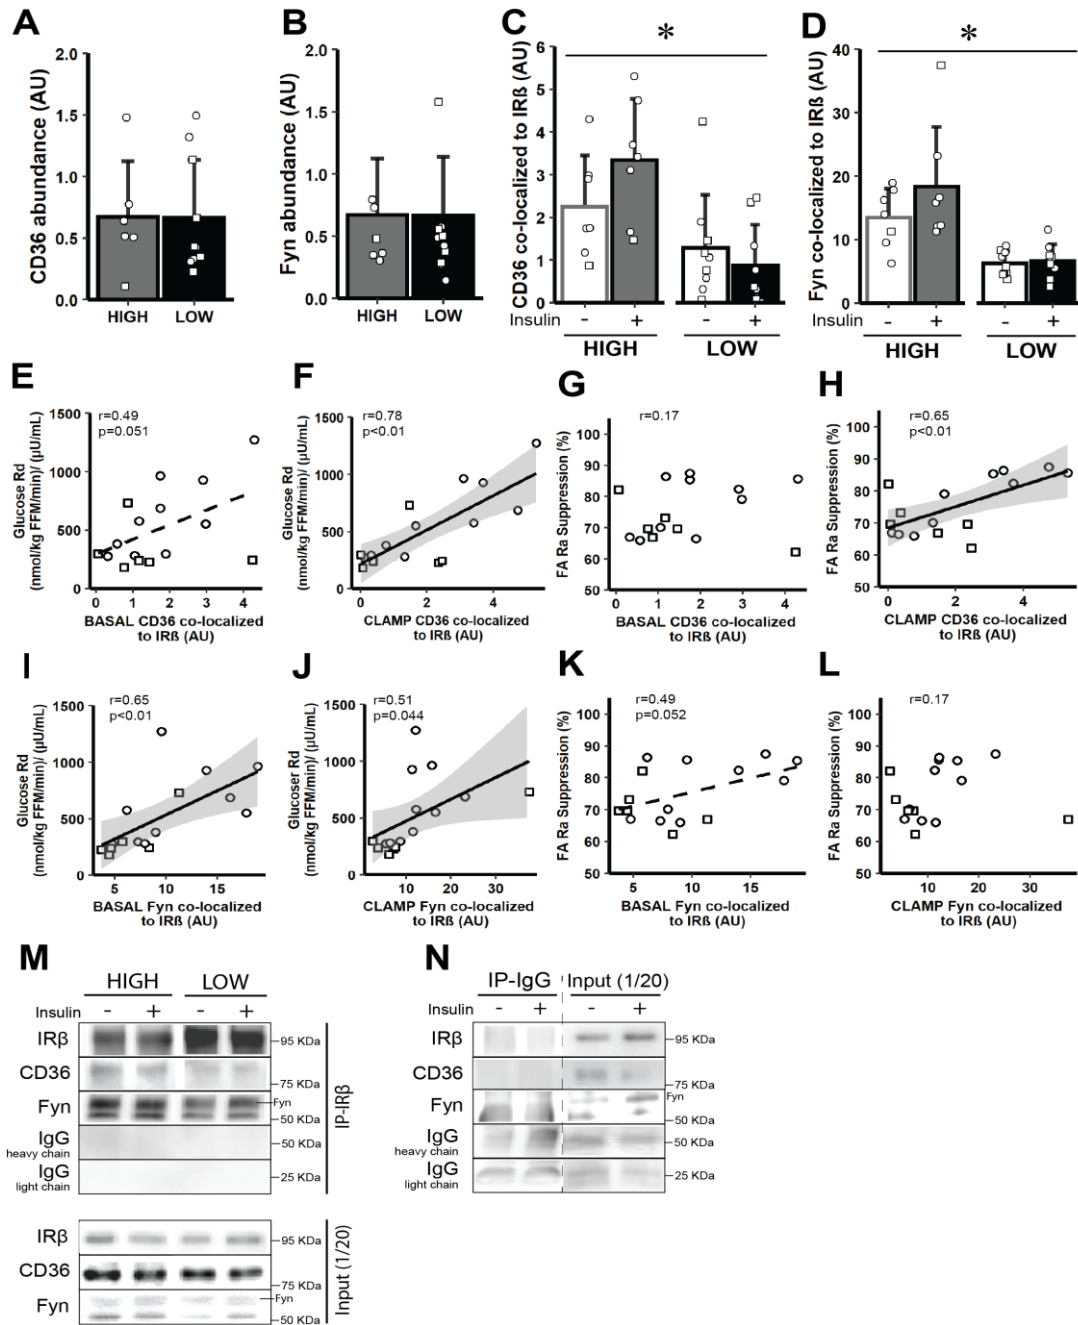 A
CD36 abundance (AU)
2.0
1.5
1.0
0.5
0.0
HIGH LOW
B
Fyn abundance (AU)
2.0
1.5
1.0
0.5
0.0
HIGH LOW
C
CD36 co-localized to IRß (AU)
*
6
5
4
3
2
1
0
Insulin - + - +
HIGH LOW
D
Fyn co-localized to IRß (AU)
*
40
30
20
10
0
Insulin - + - +
HIGH LOW
E
Glucose Rd
(nmol/kg FFM/min)/ (µU/mL)
r=0.49
p=0.051
1500
1000
500
0
0 1 2 3 4
BASAL CD36 co-localized
to IRß (AU)
F
Glucose Rd
(nmol/kg FFM/min)/ (µU/mL)
r=0.78
p<0.01
1500
1000
500
0
0 2 4
CLAMP CD36 co-localized
to IRß (AU)
G
FA Ra Suppression (%)
r=0.17
100
90
80
70
60
50
0 1 2 3 4
BASAL CD36 co-localized
to IRß (AU)
H
FA Ra Suppression (%)
r=0.65
p<0.01
100
90
80
70
60
50
0 2 4
CLAMP CD36 co-localized
to IRß (AU)
I
Glucose Rd
(nmol/kg FFM/min)/ (µU/mL)
r=0.65
p<0.01
1500
1000
500
0
5 10 15
BASAL Fyn co-localized
to IRß (AU)
J
Glucoser Rd
(nmol/kg FFM/min)/ (µU/mL)
r=0.51
p=0.044
1500
1000
500
0
10 20 30
CLAMP Fyn co-localized
to IRß (AU)
K
FA Ra Suppression (%)
r=0.49
p=0.052
100
90
80
70
60
50
5 10 15
BASAL Fyn co-localized
to IRß (AU)
L
FA Ra Suppression (%)
r=0.17
100
90
80
70
60
50
10 20 30
CLAMP Fyn co-localized
to IRß (AU)
M
HIGH LOW
Insulin - + - +
IRβ 95 KDa
CD36 75 KDa
Fyn Fyn
50 KDa
IgG 50 KDa
heavy chain
IgG 25 KDa
light chain
IP-IRβ
IRβ 95 KDa
CD36 75 KDa
Fyn Fyn
50 KDa
Input (1/20)
N
IP-IgG Input (1/20)
Insulin - + - +
IRβ 95 KDa
CD36 75 KDa
Fyn Fyn
50 KDa
IgG 50 KDa
heavy chain
IgG 25 KDa
light chain